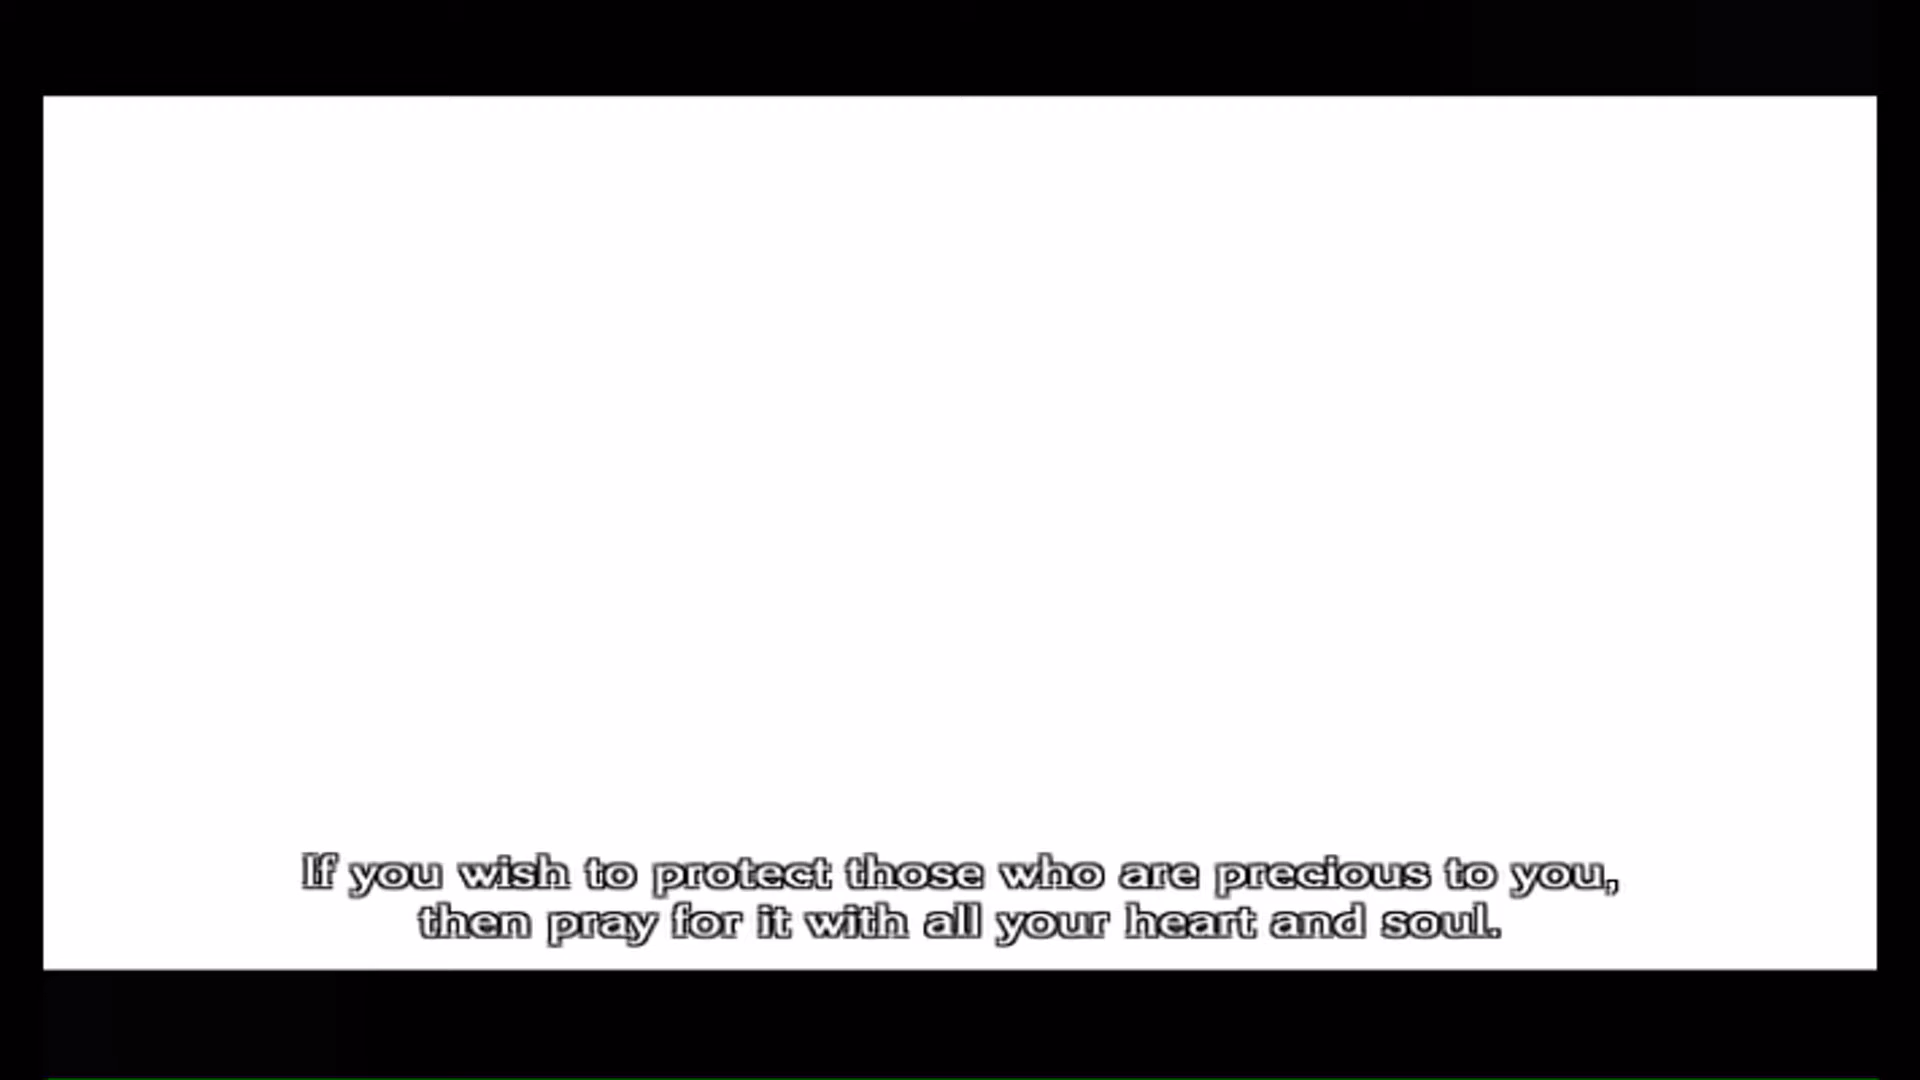 If you wish to protect those who are precious to you,
then pray for it with all your heart and soul.